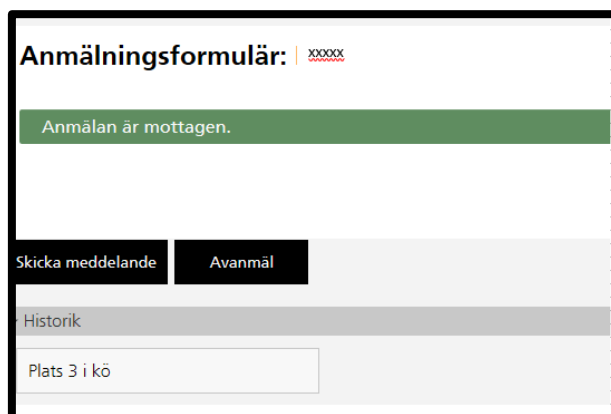 Anmälningsformulär: xxxxx
Anmälan är mottagen.
Skicka meddelande Avanmäl
Historik
Plats 3 i kö